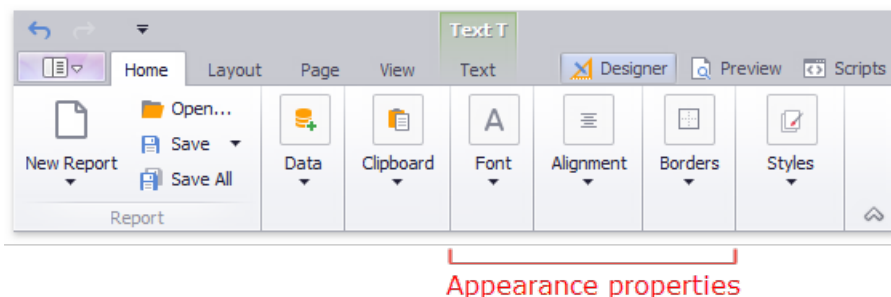 Text T
Home Layout Page View Text Designer Preview Scripts
New Report
Open...
Save
Save All
Data Clipboard Font Alignment Borders Styles
Report
Appearance properties